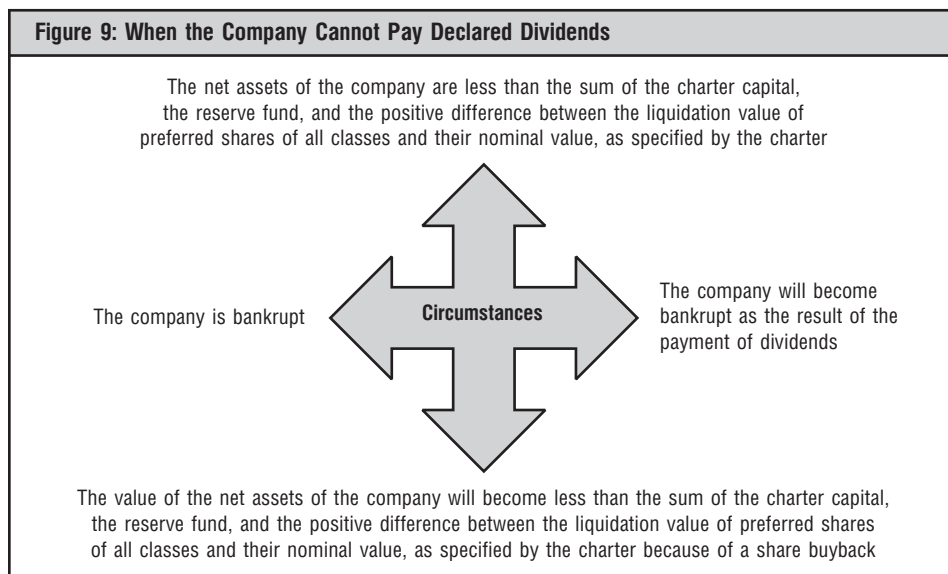 Figure 9: When the Company Cannot Pay Declared Dividends
The net assets of the company are less than the sum of the charter capital,
the reserve fund, and the positive difference between the liquidation value of
preferred shares of all classes and their nominal value, as specified by the charter
The company is bankrupt
Circumstances
The company will become
bankrupt as the result of the
payment of dividends
The value of the net assets of the company will become less than the sum of the charter capital,
the reserve fund, and the positive difference between the liquidation value of preferred shares
of all classes and their nominal value, as specified by the charter because of a share buyback